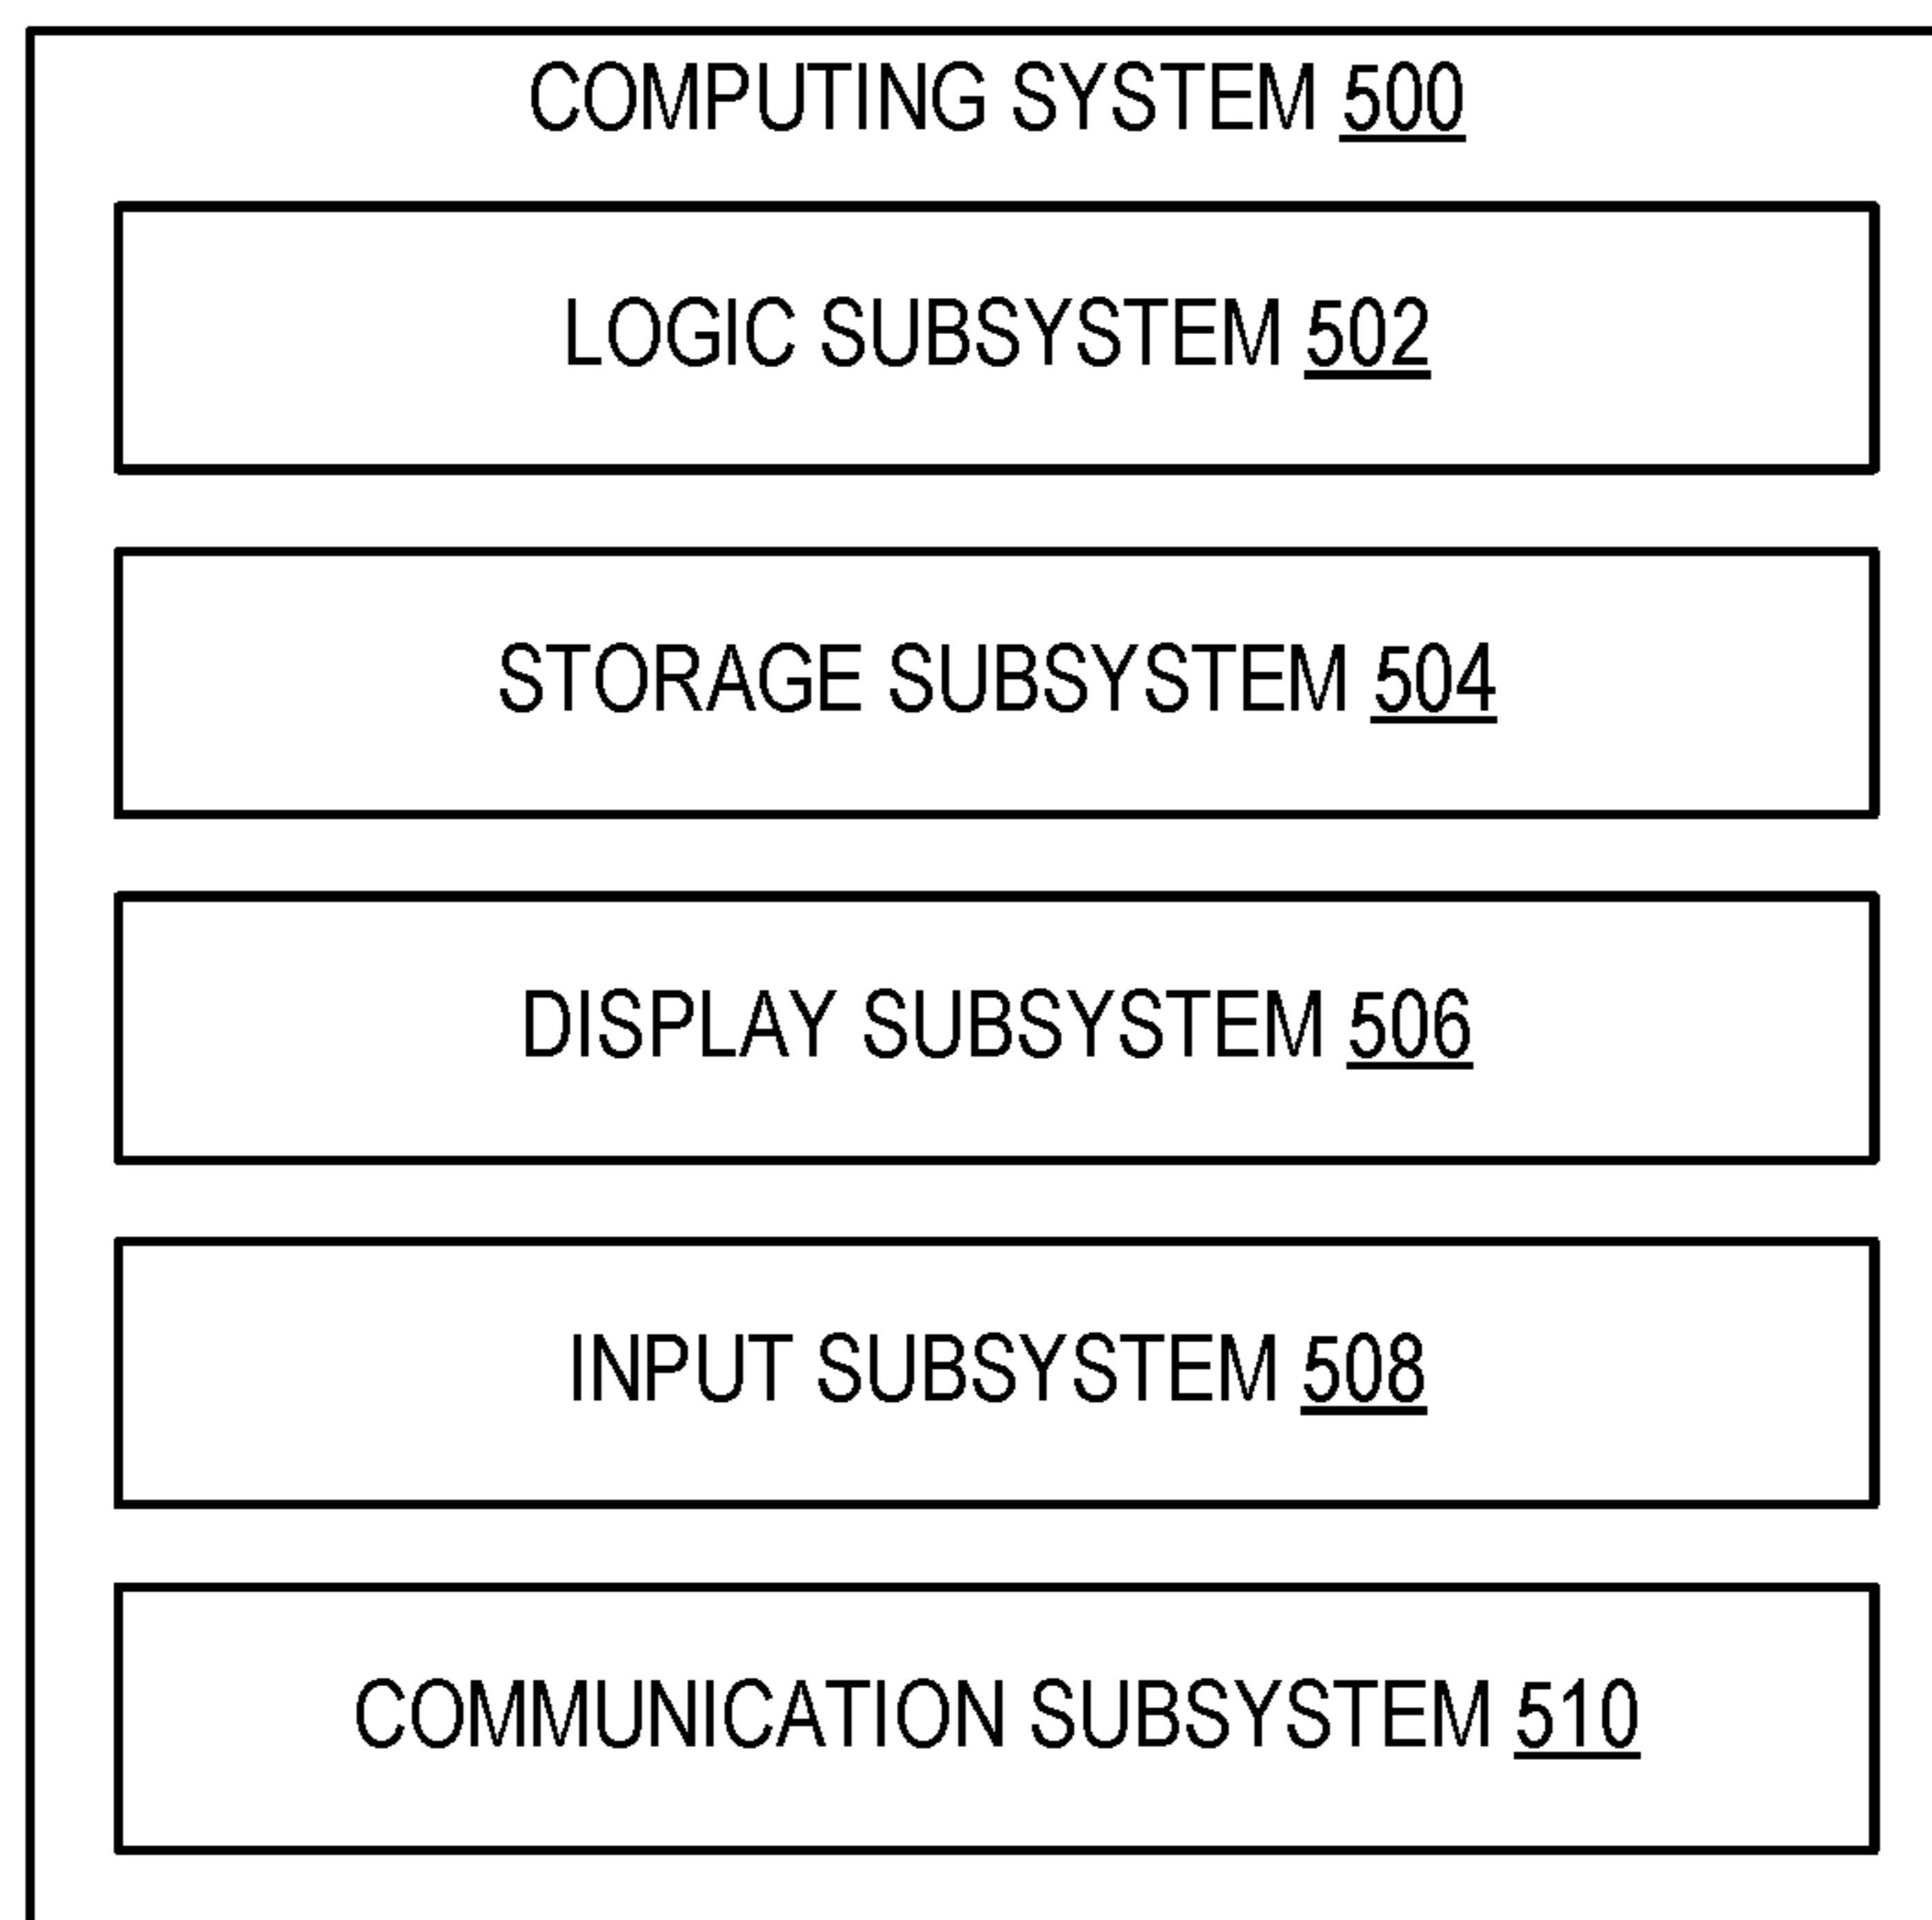 COMPUTING SYSTEM 500
LOGIC SUBSYSTEM 502
STORAGE SUBSYSTEM 504
DISPLAY SUBSYSTEM 506
INPUT SUBSYSTEM 508
COMMUNICATION SUBSYSTEM 510